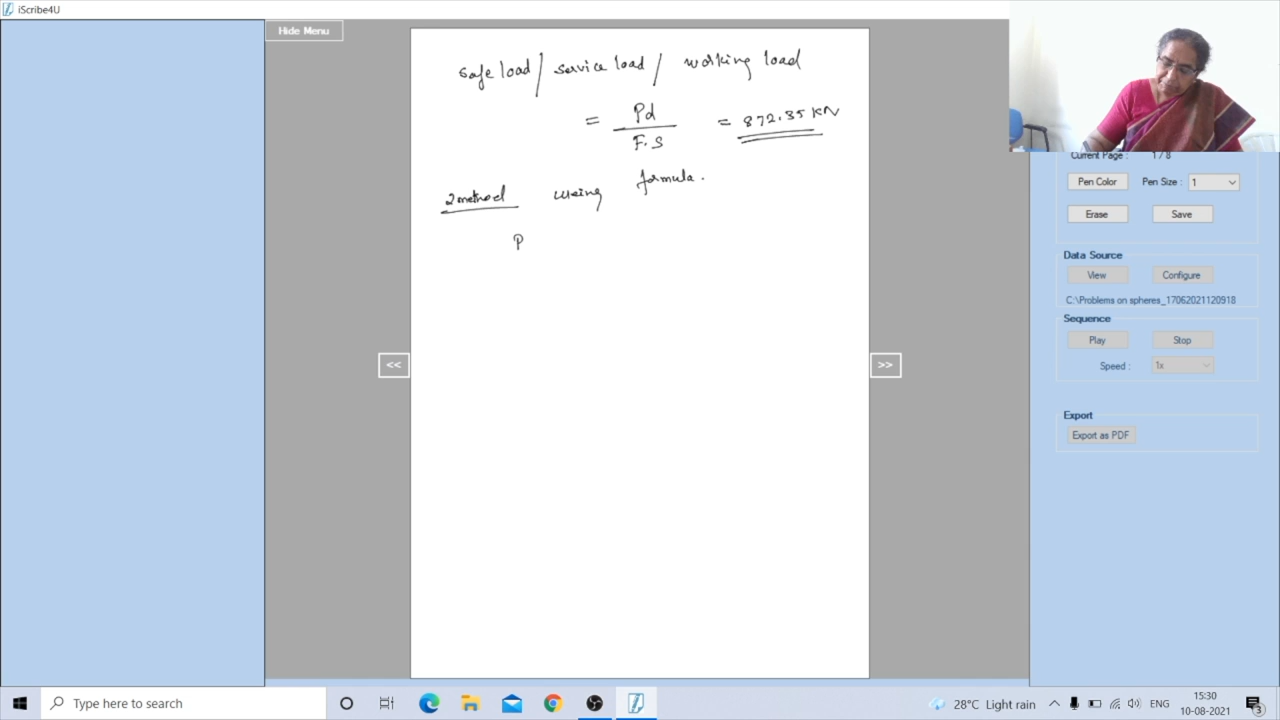 iScribe4U
Hide Menu
safe load / service load / working load
= Pd / F.S = 872.35 KN
2 method using formula.
P
<<
>>
Current Page : 1 / 8
Pen Color Pen Size : 1
Erase Save
Data Source
View Configure
C:\Problems on spheres_17062021120918
Sequence
Play Stop
Speed : 1x
Export
Export as PDF
Type here to search
28°C Light rain
ENG
15:30
10-08-2021
3